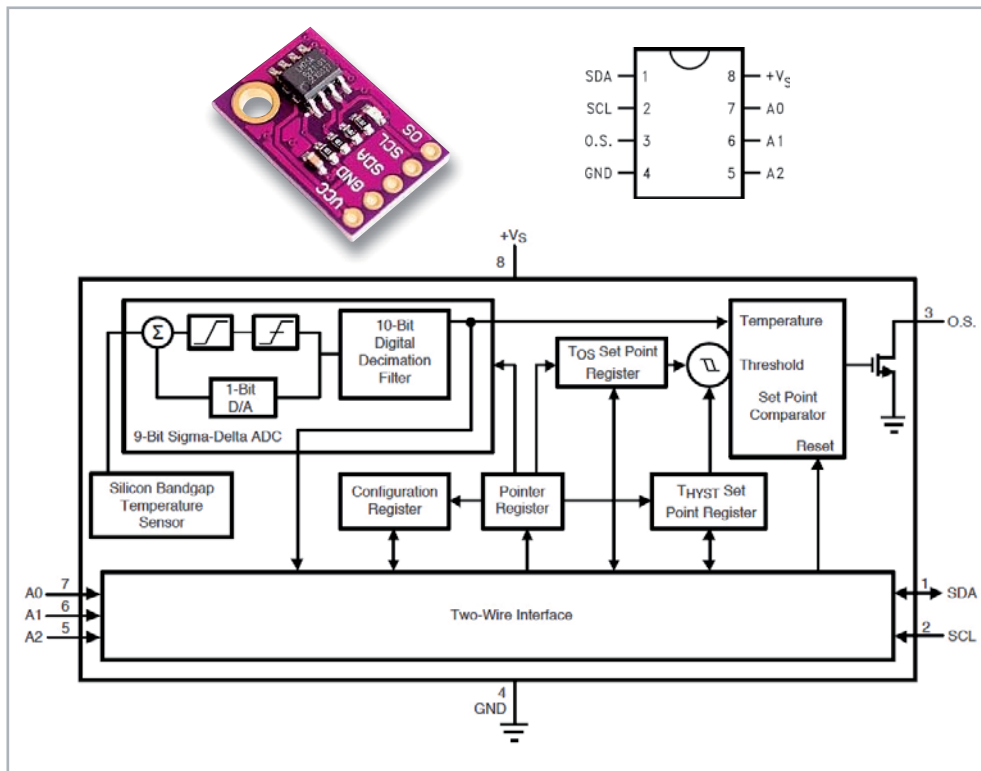 VCC
GND
SDA
SCL
OS
SDA 1 8 +VS
SCL 2 7 A0
O.S. 3 6 A1
GND 4 5 A2
+VS
8
Σ
1-Bit
D/A
10-Bit
Digital
Decimation
Filter
9-Bit Sigma-Delta ADC
Silicon Bandgap
Temperature
Sensor
TOS Set Point
Register
Temperature
Threshold
Set Point
Comparator
Reset
3
O.S.
Configuration
Register
Pointer
Register
THYST Set
Point Register
A0 7
A1 6
A2 5
Two-Wire Interface
1 SDA
2 SCL
4
GND